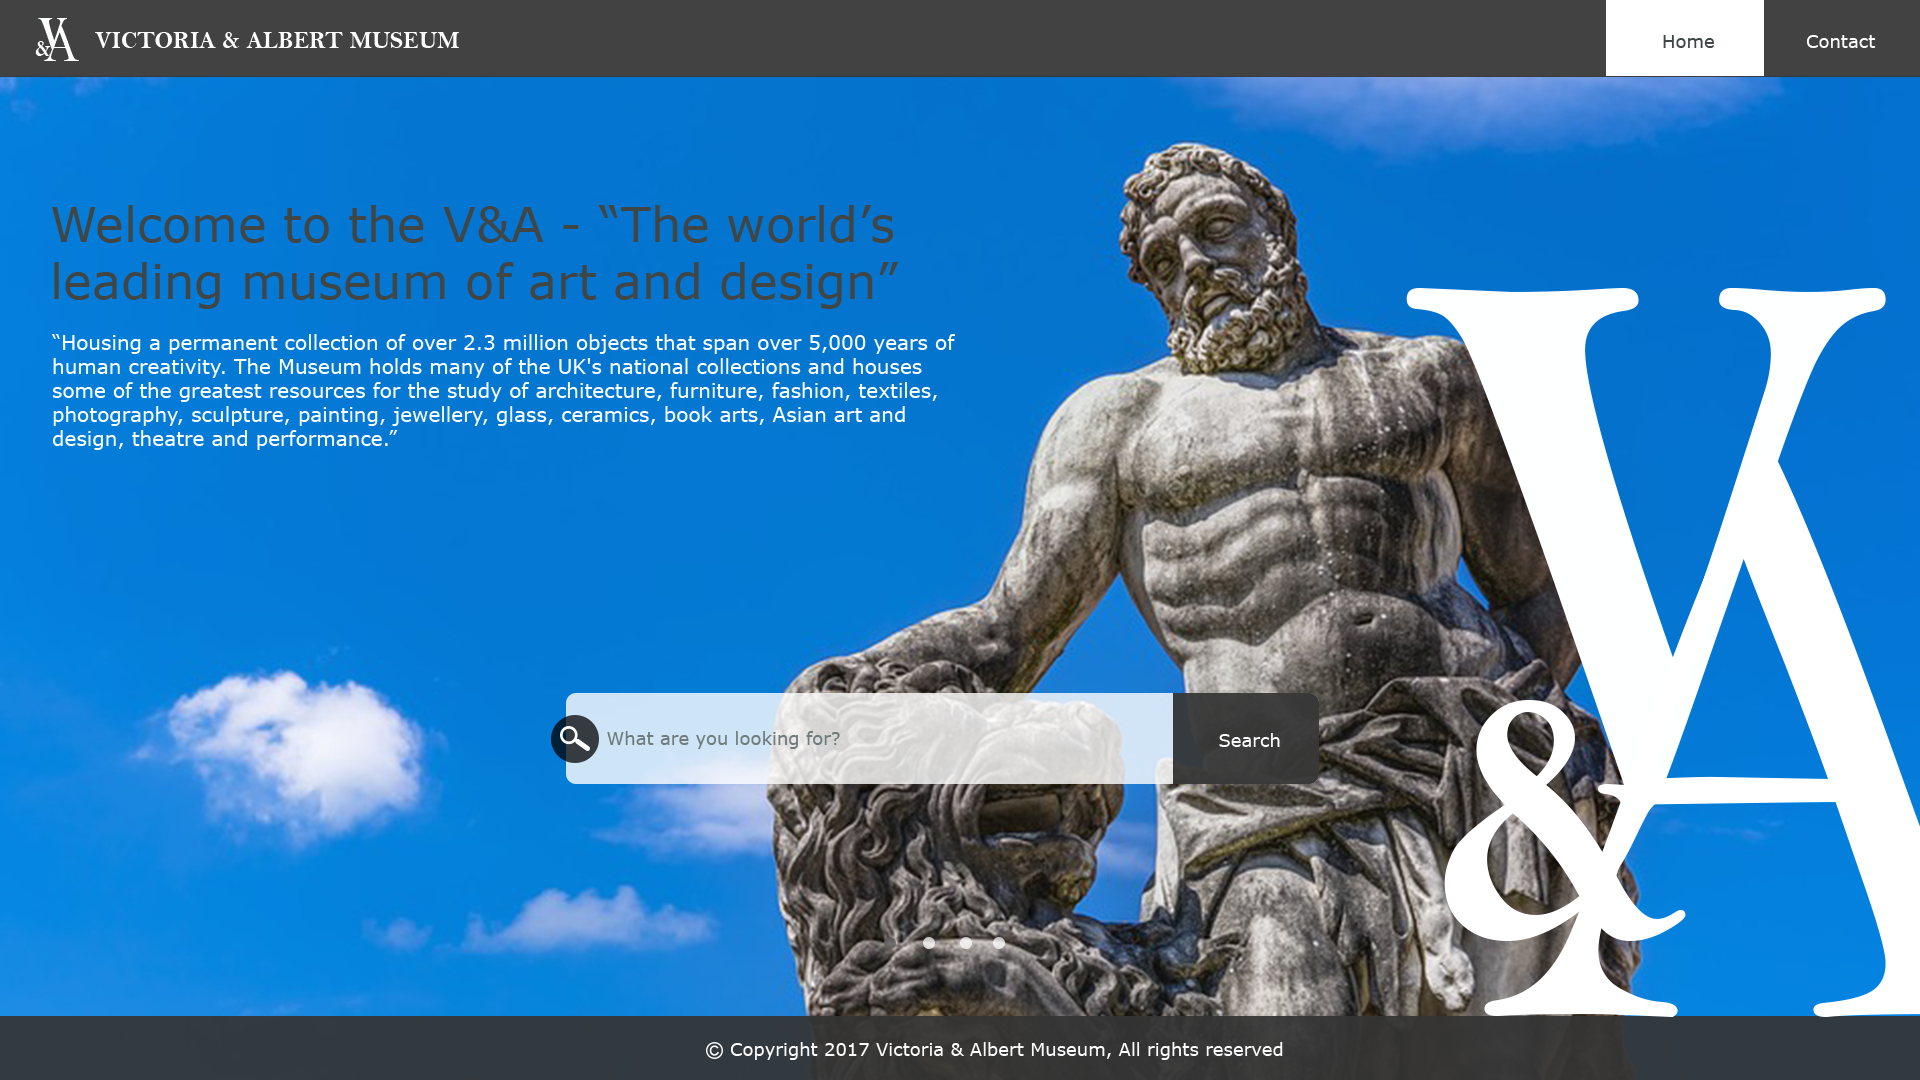 V&A VICTORIA & ALBERT MUSEUM
Home
Contact
Welcome to the V&A - “The world’s
leading museum of art and design”
“Housing a permanent collection of over 2.3 million objects that span over 5,000 years of
human creativity. The Museum holds many of the UK's national collections and houses
some of the greatest resources for the study of architecture, furniture, fashion, textiles,
photography, sculpture, painting, jewellery, glass, ceramics, book arts, Asian art and
design, theatre and performance.”
V&A
What are you looking for?
Search
© Copyright 2017 Victoria & Albert Museum, All rights reserved